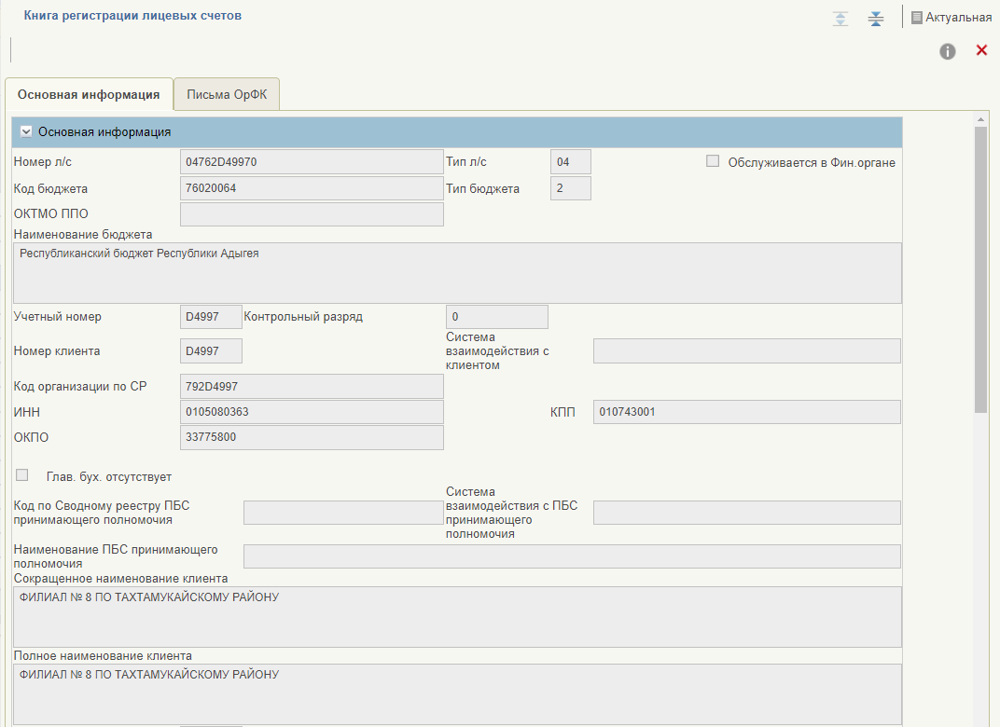 Книга регистрации лицевых счетов
Актуальная
Основная информация
Письма ОрФК
Основная информация
Номер л/с 04762D49970 Тип л/с 04 Обслуживается в Фин.органе
Код бюджета 76020064 Тип бюджета 2
ОКТМО ППО
Наименование бюджета
Республиканский бюджет Республики Адыгея
Учетный номер D4997 Контрольный разряд 0
Номер клиента D4997
Система
взаимодействия с
клиентом
Код организации по СР 792D4997
ИНН 0105080363 КПП 010743001
ОКПО 33775800
Глав. бух. отсутствует
Код по Сводному реестру ПБС
принимающего полномочия
Система
взаимодействия с ПБС
принимающего
полномочия
Наименование ПБС принимающего
полномочия
Сокращенное наименование клиента
ФИЛИАЛ № 8 ПО ТАХТАМУКАЙСКОМУ РАЙОНУ
Полное наименование клиента
ФИЛИАЛ № 8 ПО ТАХТАМУКАЙСКОМУ РАЙОНУ